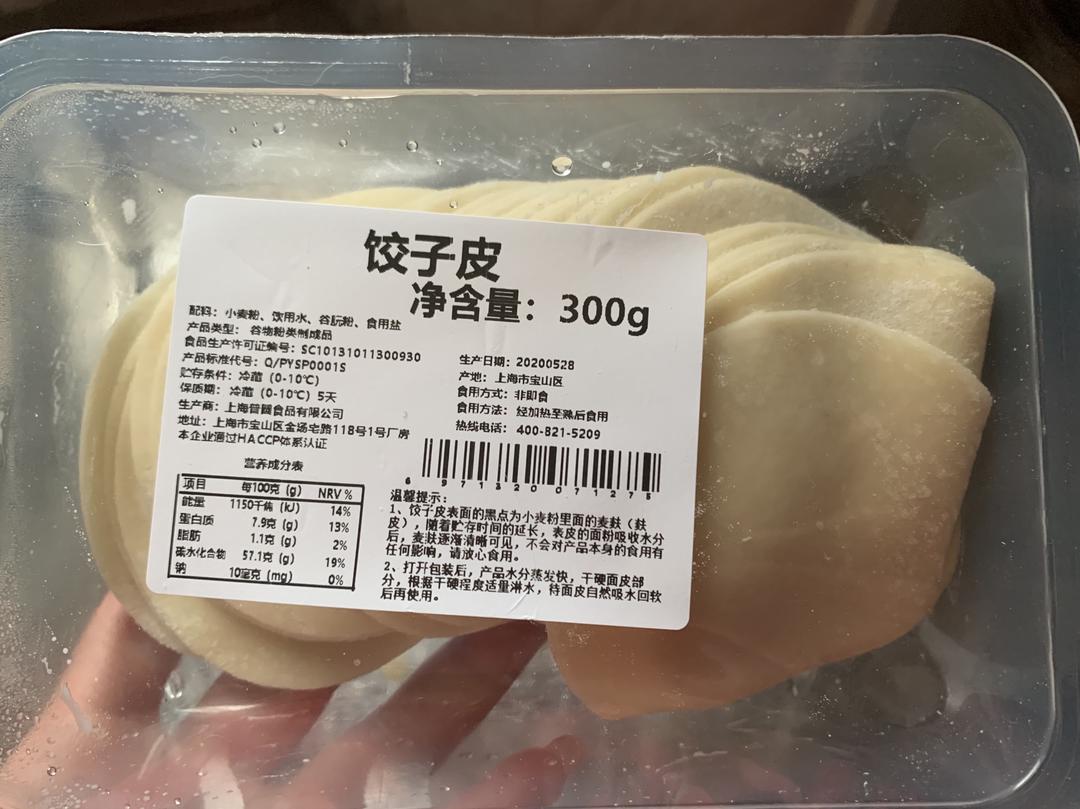 饺子皮
净含量：300g
配料：小麦粉、饮用水、谷朊粉、食用盐
产品类型：谷物粉类制成品
食品生产许可证编号：SC10131011300930
产品标准代号：Q/PYSP0001S
贮存条件：冷藏（0-10℃）
保质期：冷藏（0-10℃）5天
生产商：上海普圆食品有限公司
地址：上海市宝山区金场宅路118号1号厂房
本企业通过HACCP体系认证
生产日期：20200528
产地：上海市宝山区
食用方式：非即食
食用方法：经加热至熟后食用
热线电话：400-821-5209
营养成分表
项目 每100克（g） NRV%
能量 1150千焦（kJ） 14%
蛋白质 7.9克（g） 13%
脂肪 1.1克（g） 2%
碳水化合物 57.1克（g） 19%
钠 10毫克（mg） 0%
6971320071275
温馨提示：
1、饺子皮表面的黑点为小麦粉里面的麦麸（麸
皮），随着贮存时间的延长，表皮的面粉吸收水分
后，麦麸逐渐清晰可见，不会对产品本身的食用有
任何影响，请放心食用。
2、打开包装后，产品水分蒸发快，干硬面皮部
分，根据干硬程度适量淋水，待面皮自然吸水回软
后再使用。